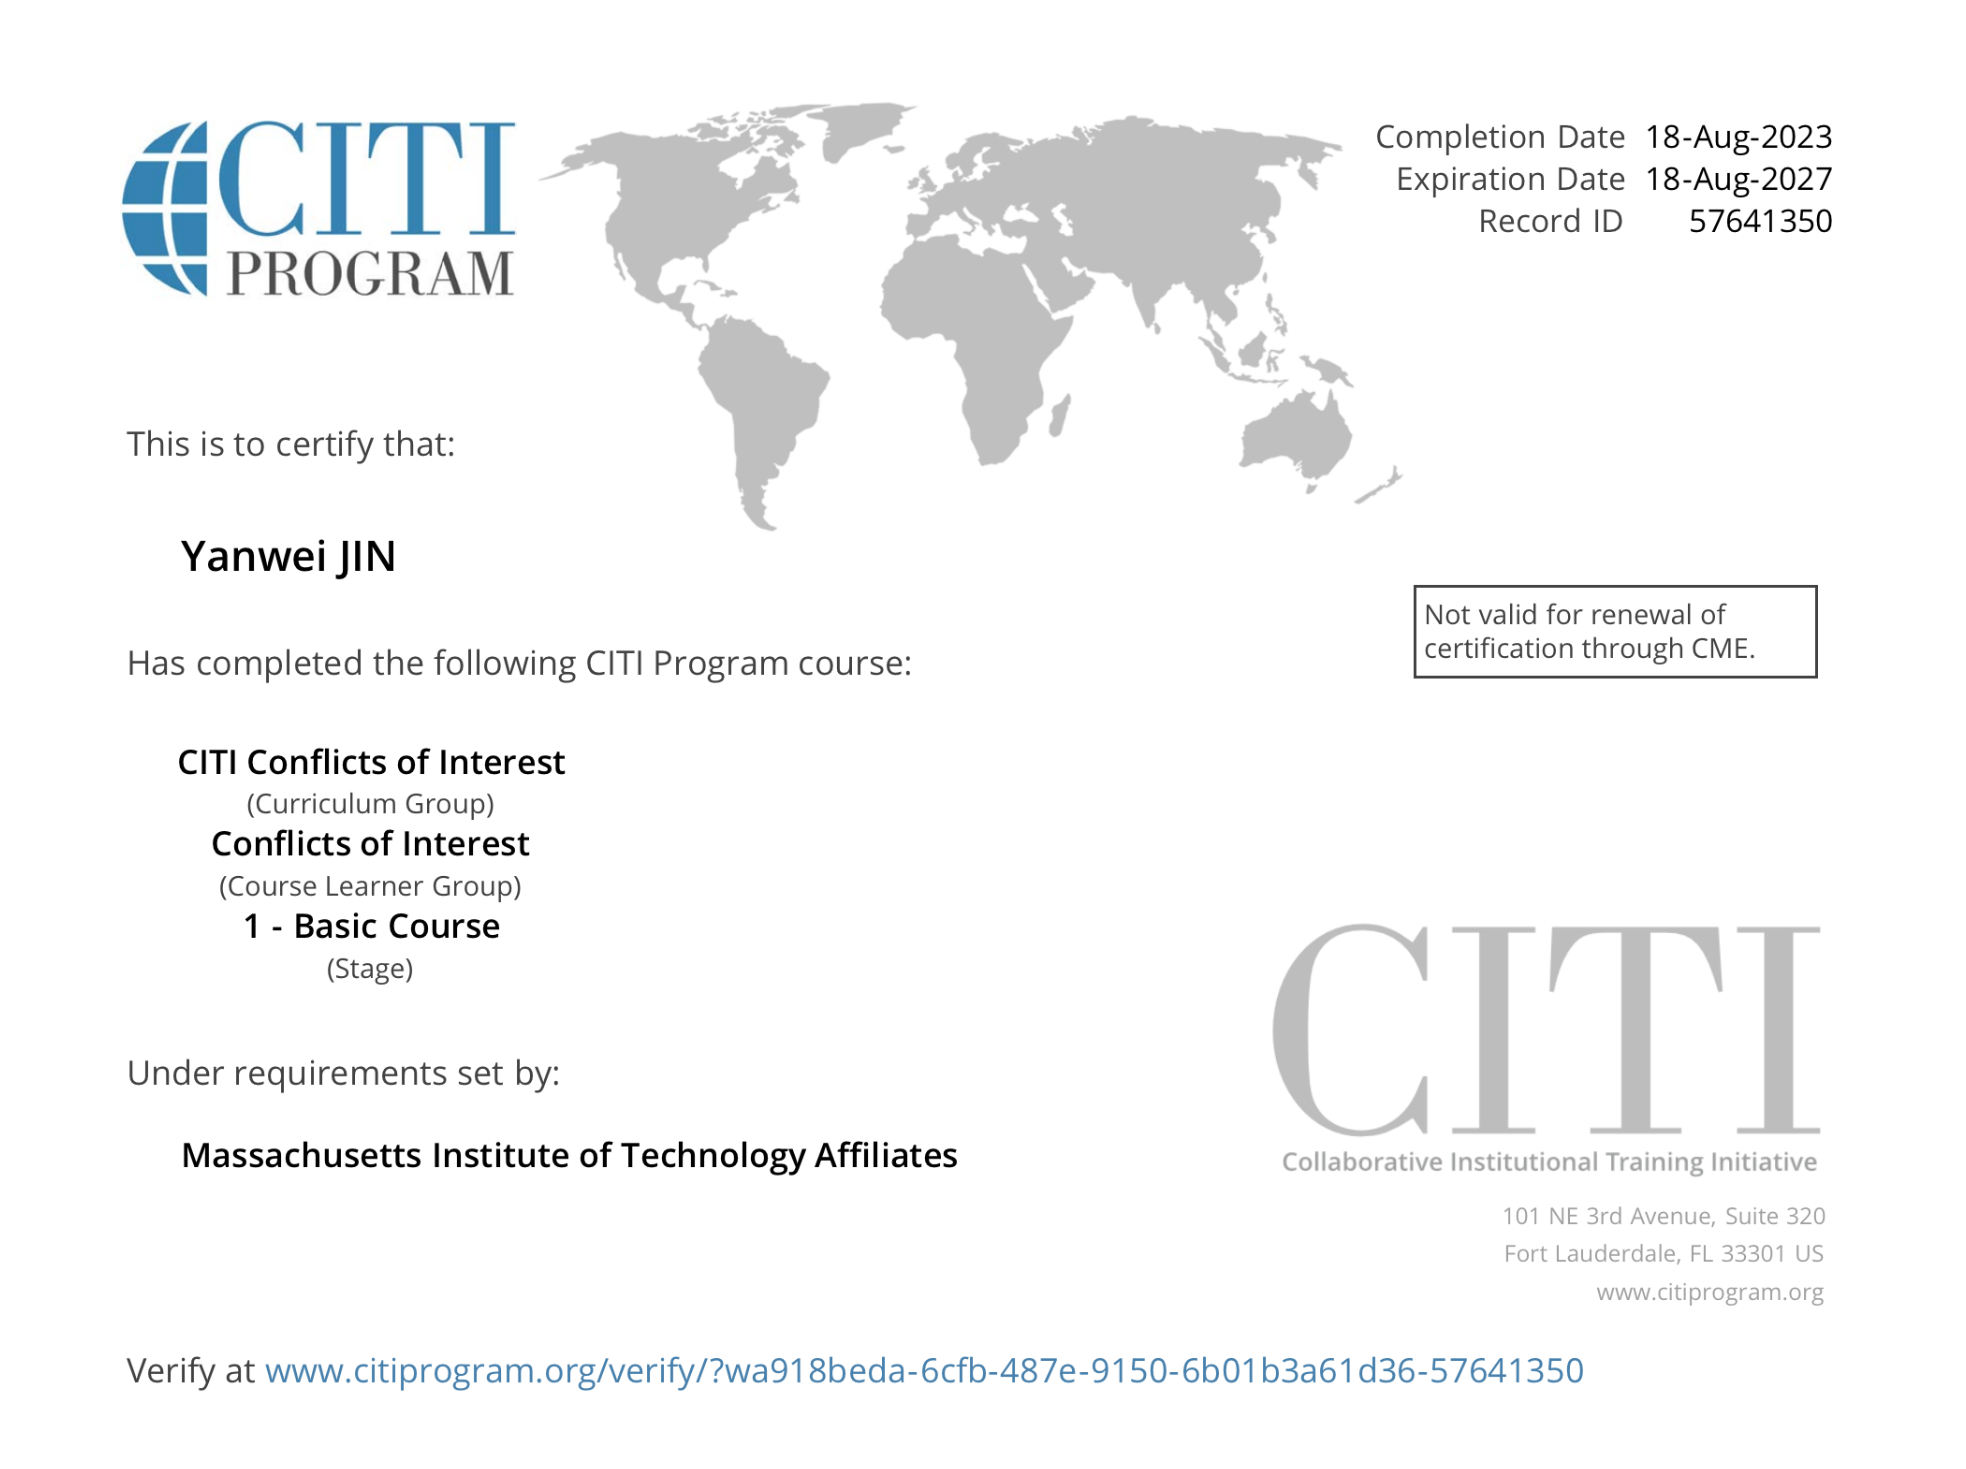 CITI
PROGRAM
Completion Date 18-Aug-2023
Expiration Date 18-Aug-2027
Record ID 57641350
This is to certify that:
Yanwei JIN
Not valid for renewal of
certification through CME.
Has completed the following CITI Program course:
CITI Conflicts of Interest
(Curriculum Group)
Conflicts of Interest
(Course Learner Group)
1 - Basic Course
(Stage)
Under requirements set by:
Massachusetts Institute of Technology Affiliates
CITI
Collaborative Institutional Training Initiative
101 NE 3rd Avenue, Suite 320
Fort Lauderdale, FL 33301 US
www.citiprogram.org
Verify at www.citiprogram.org/verify/?wa918beda-6cfb-487e-9150-6b01b3a61d36-57641350